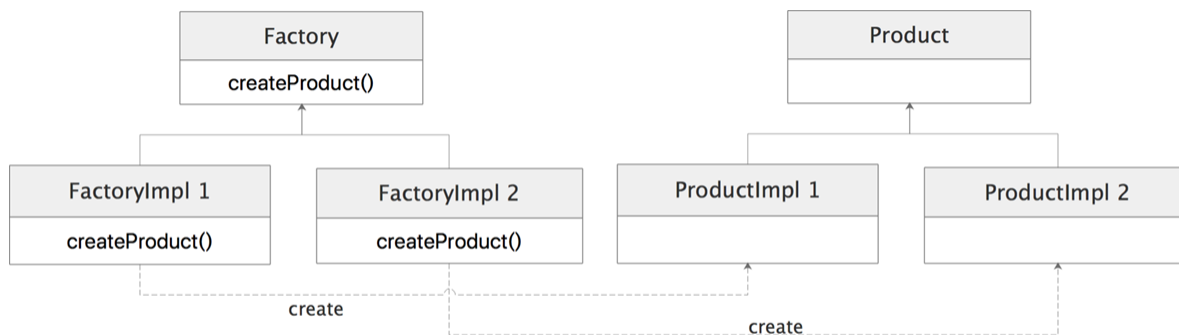 Factory
createProduct()
Product
FactoryImpl 1
createProduct()
FactoryImpl 2
createProduct()
ProductImpl 1
ProductImpl 2
create
create